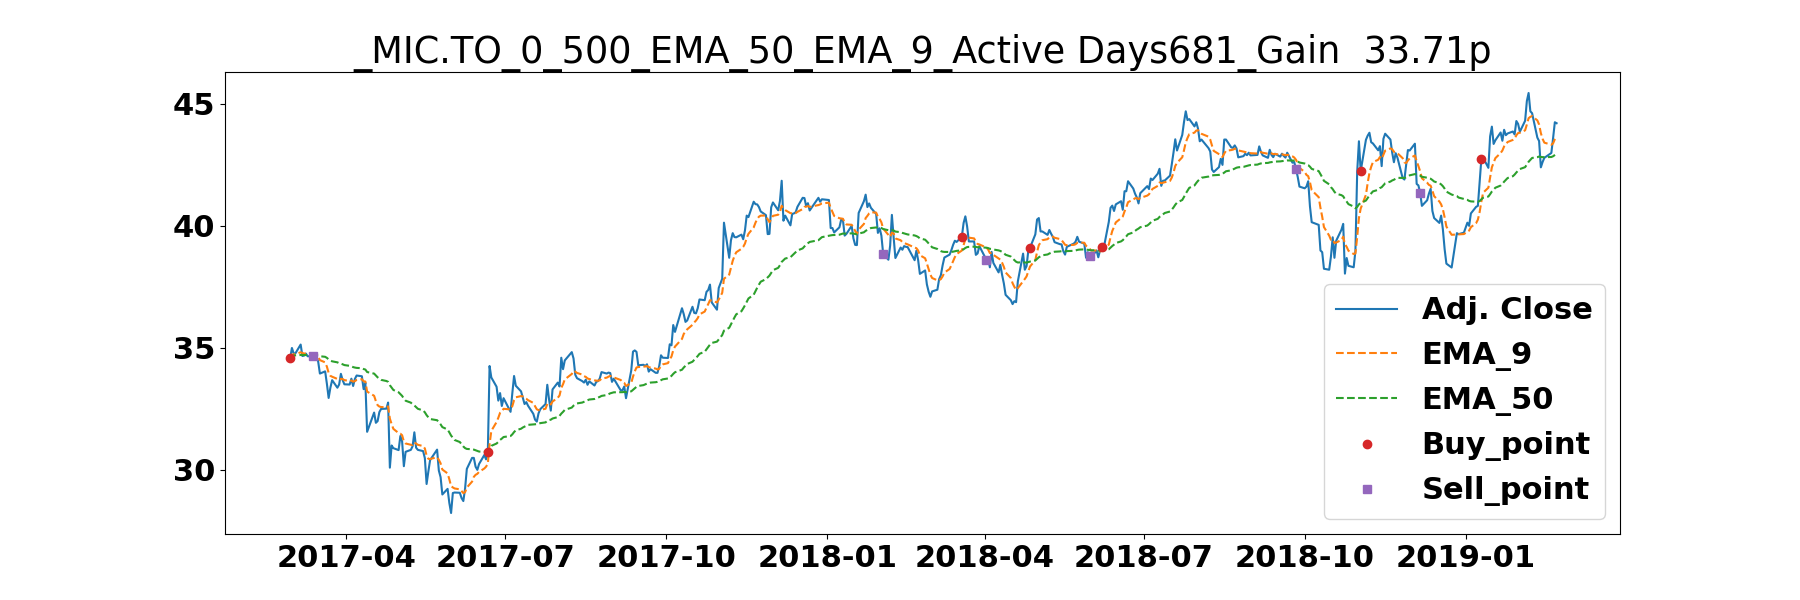 _MIC.TO_0_500_EMA_50_EMA_9_Active Days681_Gain  33.71p
45
40
35
30
2017-04 2017-07 2017-10 2018-01 2018-04 2018-07 2018-10 2019-01
Adj. Close
EMA_9
EMA_50
Buy_point
Sell_point